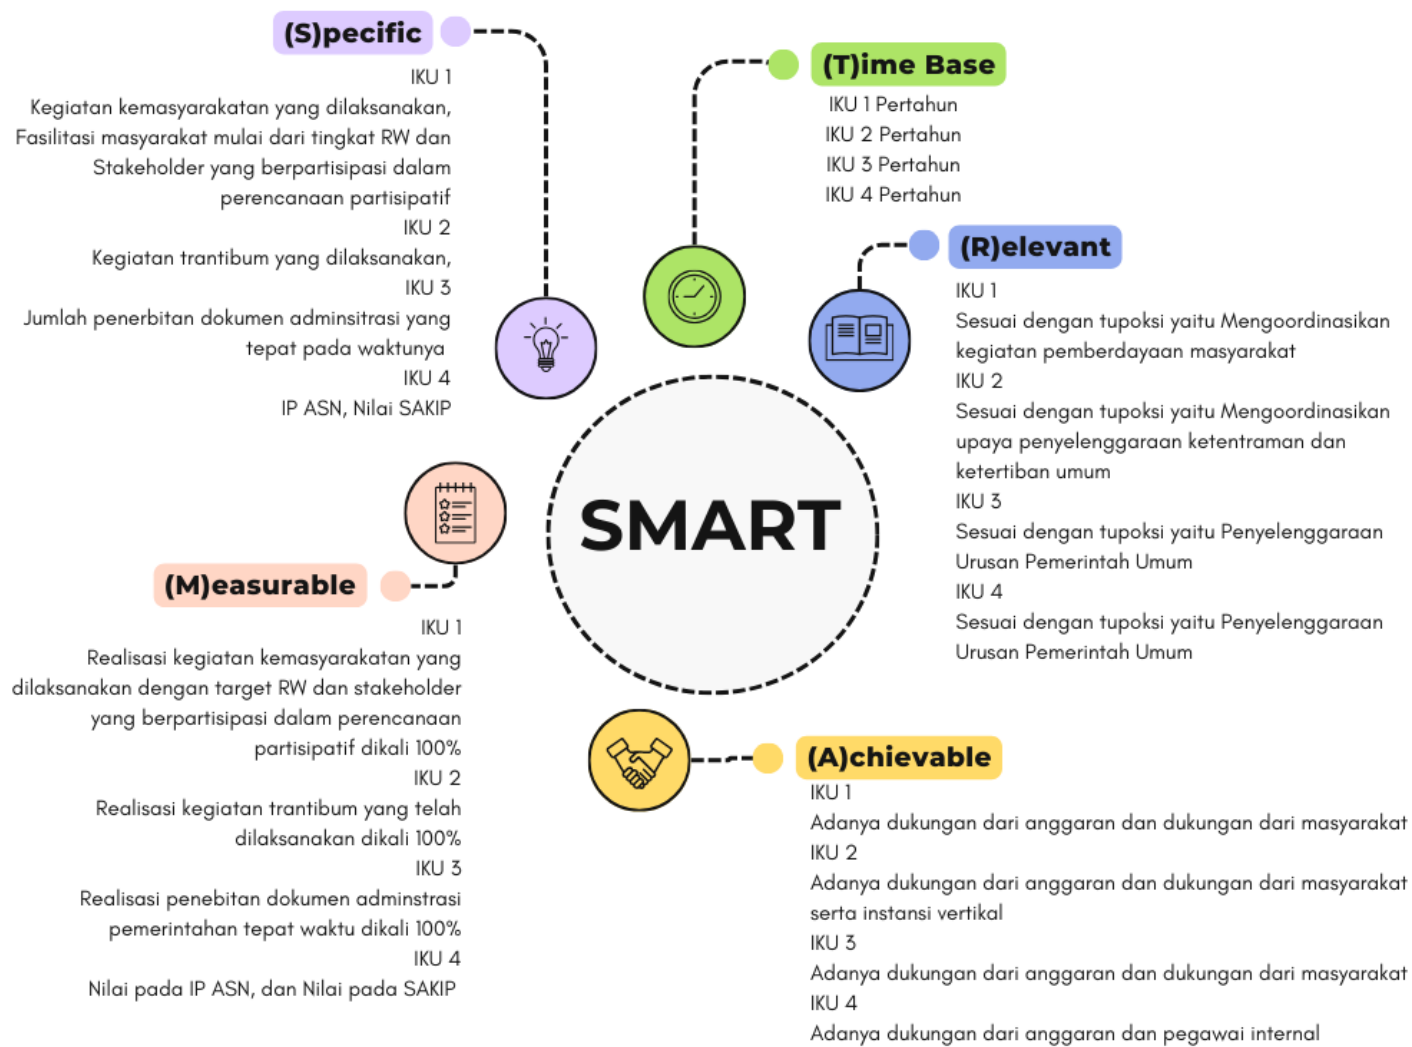 (S)pecific
IKU 1
Kegiatan kemasyarakatan yang dilaksanakan,
Fasilitasi masyarakat mulai dari tingkat RW dan
Stakeholder yang berpartisipasi dalam
perencanaan partisipatif
IKU 2
Kegiatan trantibum yang dilaksanakan,
IKU 3
Jumlah penerbitan dokumen adminsitrasi yang
tepat pada waktunya
IKU 4
IP ASN, Nilai SAKIP
(M)easurable
IKU 1
Realisasi kegiatan kemasyarakatan yang
dilaksanakan dengan target RW dan stakeholder
yang berpartisipasi dalam perencanaan
partisipatif dikali 100%
IKU 2
Realisasi kegiatan trantibum yang telah
dilaksanakan dikali 100%
IKU 3
Realisasi penebitan dokumen adminstrasi
pemerintahan tepat waktu dikali 100%
IKU 4
Nilai pada IP ASN, dan Nilai pada SAKIP
SMART
(T)ime Base
IKU 1 Pertahun
IKU 2 Pertahun
IKU 3 Pertahun
IKU 4 Pertahun
(R)elevant
IKU 1
Sesuai dengan tupoksi yaitu Mengoordinasikan
kegiatan pemberdayaan masyarakat
IKU 2
Sesuai dengan tupoksi yaitu Mengoordinasikan
upaya penyelenggaraan ketentraman dan
ketertiban umum
IKU 3
Sesuai dengan tupoksi yaitu Penyelenggaraan
Urusan Pemerintah Umum
IKU 4
Sesuai dengan tupoksi yaitu Penyelenggaraan
Urusan Pemerintah Umum
(A)chievable
IKU 1
Adanya dukungan dari anggaran dan dukungan dari masyarakat
IKU 2
Adanya dukungan dari anggaran dan dukungan dari masyarakat
serta instansi vertikal
IKU 3
Adanya dukungan dari anggaran dan dukungan dari masyarakat
IKU 4
Adanya dukungan dari anggaran dan pegawai internal